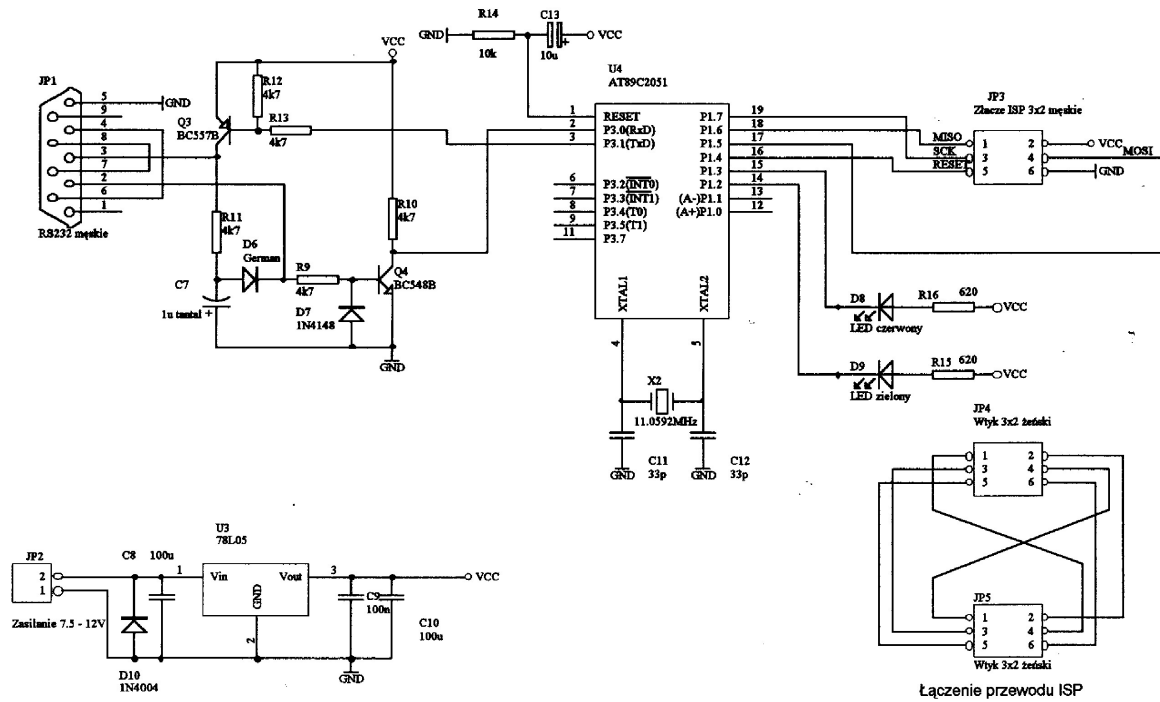 R14
C13
GND
10k
10u
+
VCC
VCC
U4
AT89C2051
JP1
5
GND
9
4
8
3
7
2
6
1
RS232 męskie
R12
4k7
Q3
BC557B
R13
4k7
R11
4k7
R10
4k7
D6
German
C7
1u tantal +
R9
4k7
D7
1N4148
Q4
BC548B
GND
1 RESET P1.7 19
2 P3.0(RxD) P1.6 18
3 P3.1(TxD) P1.5 17
P1.4 16
P1.3 15
6 P3.2(INT0) P1.2 14
7 P3.3(INT1) (A-)P1.1 13
8 P3.4(T0) (A+)P1.0 12
9 P3.5(T1)
11 P3.7
XTAL1
XTAL2
4
5
X2
11.0592MHz
GND
C11
33p
GND
C12
33p
JP3
Złacze ISP 3x2 męskie
MISO 1 2 VCC
SCK 3 4 MOSI
RESET 5 6 GND
D8
R16
620
VCC
LED czerwony
D9
R15
620
VCC
LED zielony
JP4
Wtyk 3x2 żeński
1 2
3 4
5 6
JP5
1 2
3 4
5 6
Wtyk 3x2 żeński
Łączenie przewodu ISP
U3
78L05
JP2
2
1
C8
100u
1
Vin
Vout
GND
3
2
VCC
C9
100n
C10
100u
Zasilanie 7.5 - 12V
D10
1N4004
GND